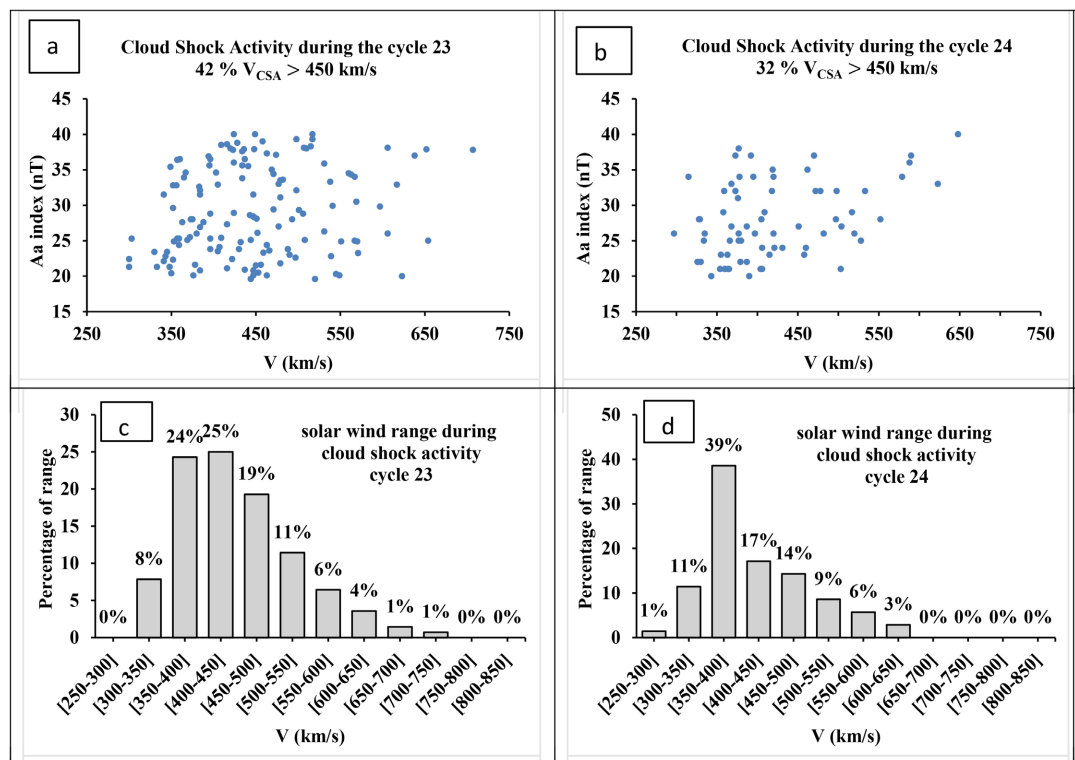 a
Cloud Shock Activity during the cycle 23
42 % VCSA > 450 km/s
Aa index (nT)
45
40
35
30
25
20
15
250 350 450 550 650 750
V (km/s)
b
Cloud Shock Activity during the cycle 24
32 % VCSA > 450 km/s
Aa index (nT)
45
40
35
30
25
20
15
250 350 450 550 650 750
V (km/s)
c
solar wind range during
cloud shock activity
cycle 23
Percentage of range
30
25
20
15
10
5
0
0% 8% 24% 25% 19% 11% 6% 4% 1% 1% 0% 0%
[250-300] [300-350] [350-400] [400-450] [450-500] [500-550] [550-600] [600-650] [650-700] [700-750] [750-800] [800-850]
V (km/s)
d
solar wind range during
cloud shock activity
cycle 24
Percentage of range
50
40
30
20
10
0
1% 11% 39% 17% 14% 9% 6% 3% 0% 0% 0% 0%
[250-300] [300-350] [350-400] [400-450] [450-500] [500-550] [550-600] [600-650] [650-700] [700-750] [750-800] [800-850]
V (km/s)